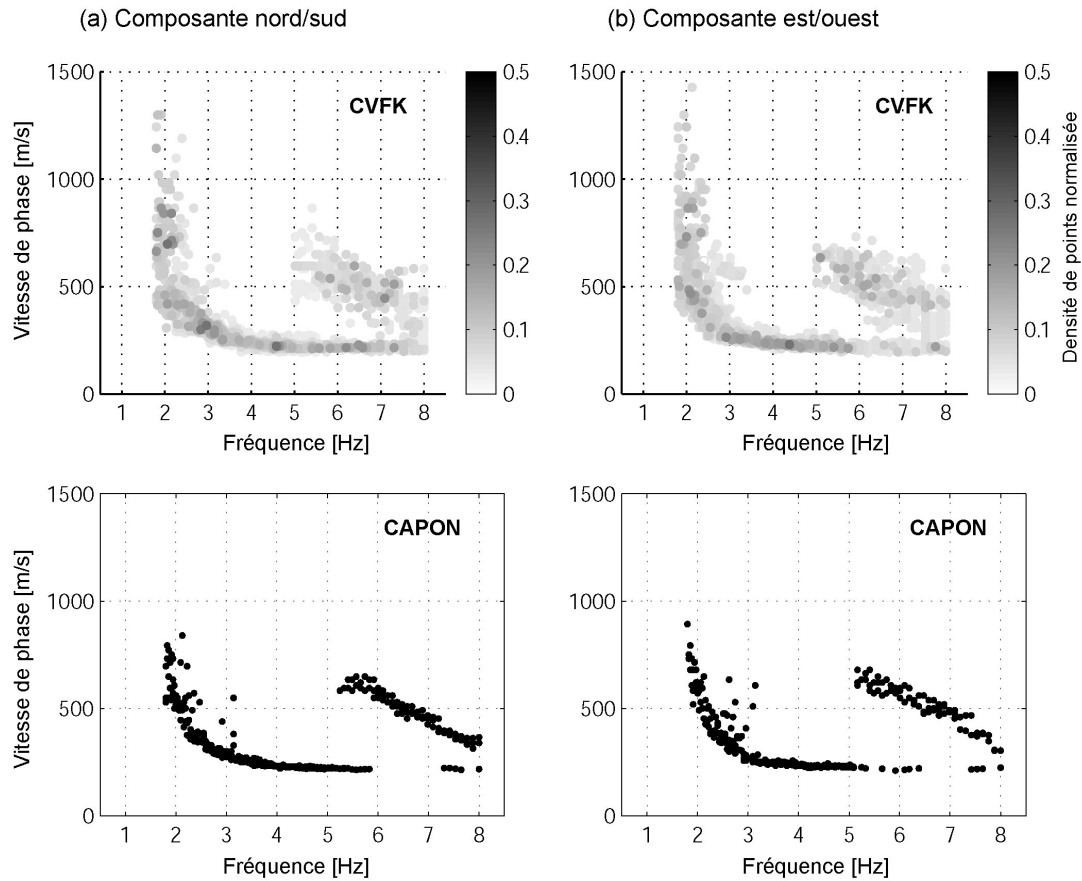 (a) Composante nord/sud
(b) Composante est/ouest
1500
1000
500
0
Vitesse de phase [m/s]
CVFK
1 2 3 4 5 6 7 8
Fréquence [Hz]
0.5
0.4
0.3
0.2
0.1
0
1500
1000
500
0
CVFK
1 2 3 4 5 6 7 8
Fréquence [Hz]
0.5
0.4
0.3
0.2
0.1
0
Densité de points normalisée
1500
1000
500
0
Vitesse de phase [m/s]
CAPON
1 2 3 4 5 6 7 8
Fréquence [Hz]
1500
1000
500
0
CAPON
1 2 3 4 5 6 7 8
Fréquence [Hz]